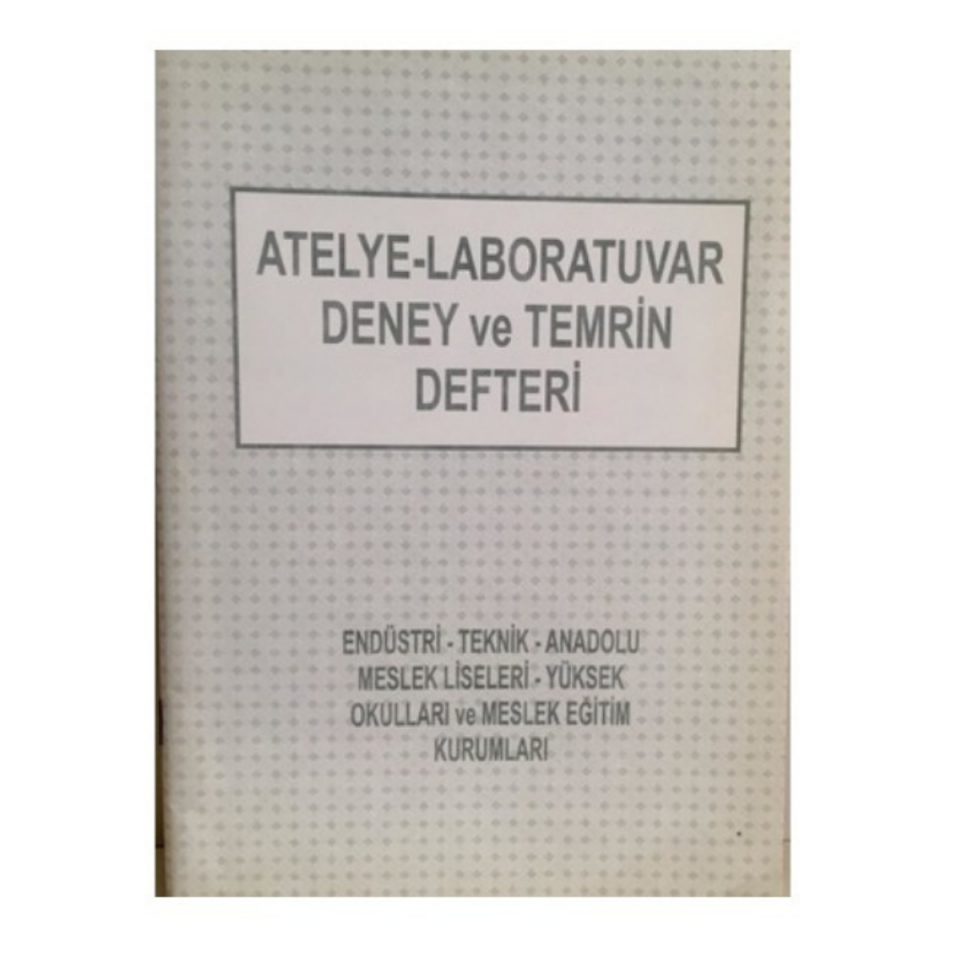 ATELYE-LABORATUVAR
DENEY ve TEMRİN
DEFTERİ
ENDÜSTRİ - TEKNİK - ANADOLU
MESLEK LİSELERİ - YÜKSEK
OKULLARI ve MESLEK EĞİTİM
KURUMLARI